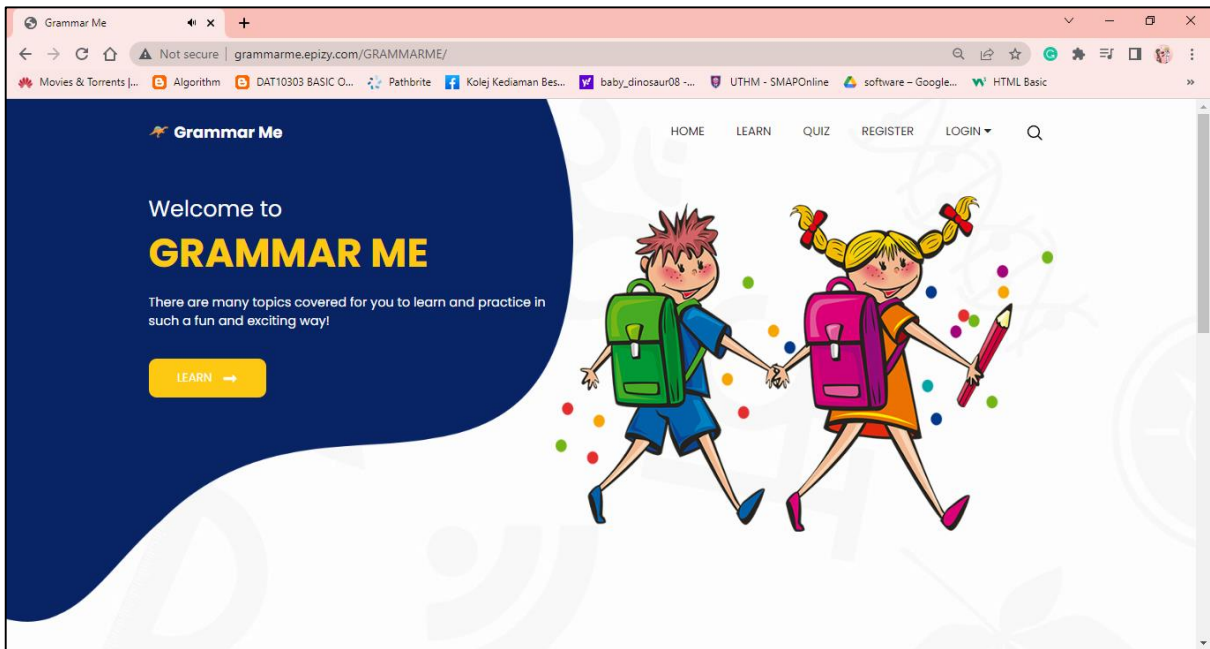 Grammar Me
Not secure | grammarme.epizy.com/GRAMMARME/
Movies & Torrents |... Algorithm DAT10303 BASIC O... Pathbrite Kolej Kediaman Bes... baby_dinosaur08 -... UTHM - SMAPOnline software – Google... HTML Basic »
Grammar Me HOME LEARN QUIZ REGISTER LOGIN
Welcome to
GRAMMAR ME
There are many topics covered for you to learn and practice in
such a fun and exciting way!
LEARN